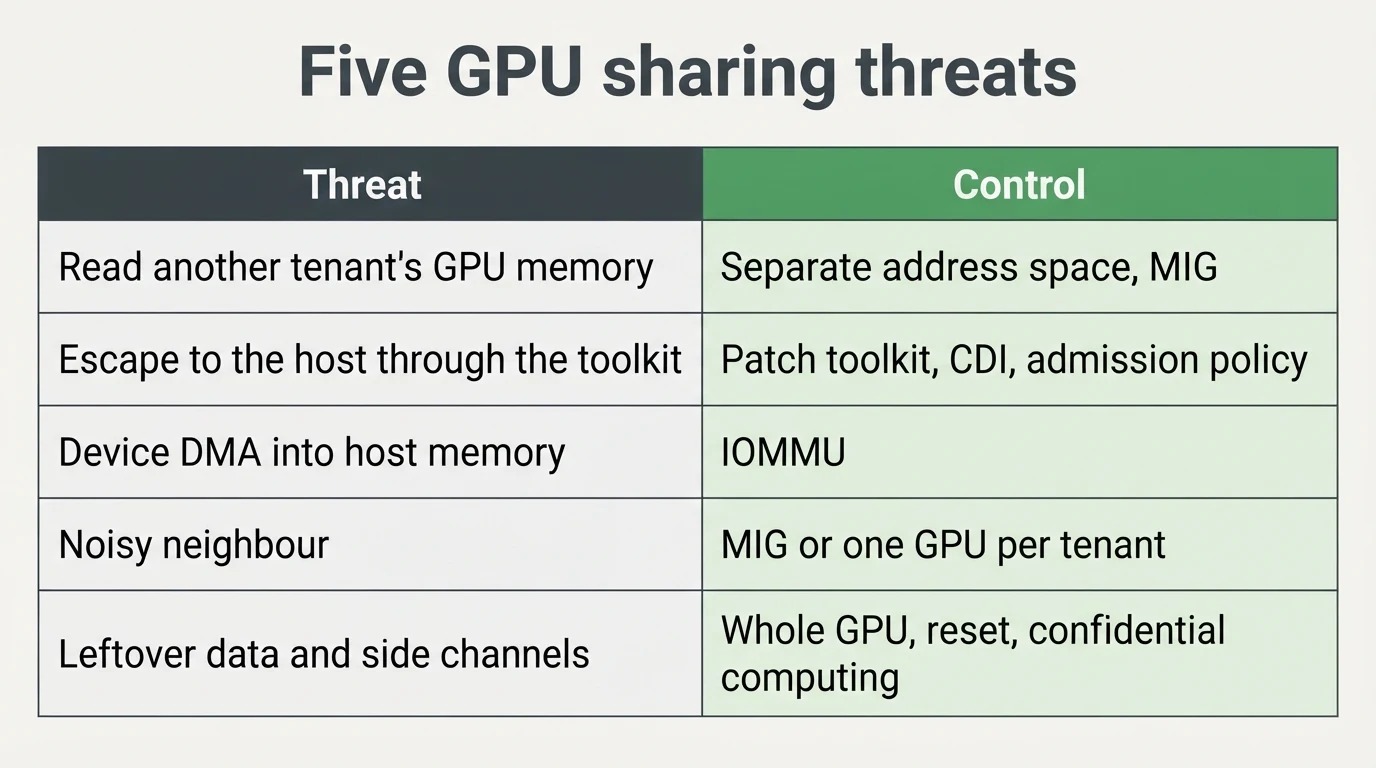 Five GPU sharing threats
Threat
Control
Read another tenant's GPU memory
Separate address space, MIG
Escape to the host through the toolkit
Patch toolkit, CDI, admission policy
Device DMA into host memory
IOMMU
Noisy neighbour
MIG or one GPU per tenant
Leftover data and side channels
Whole GPU, reset, confidential
computing